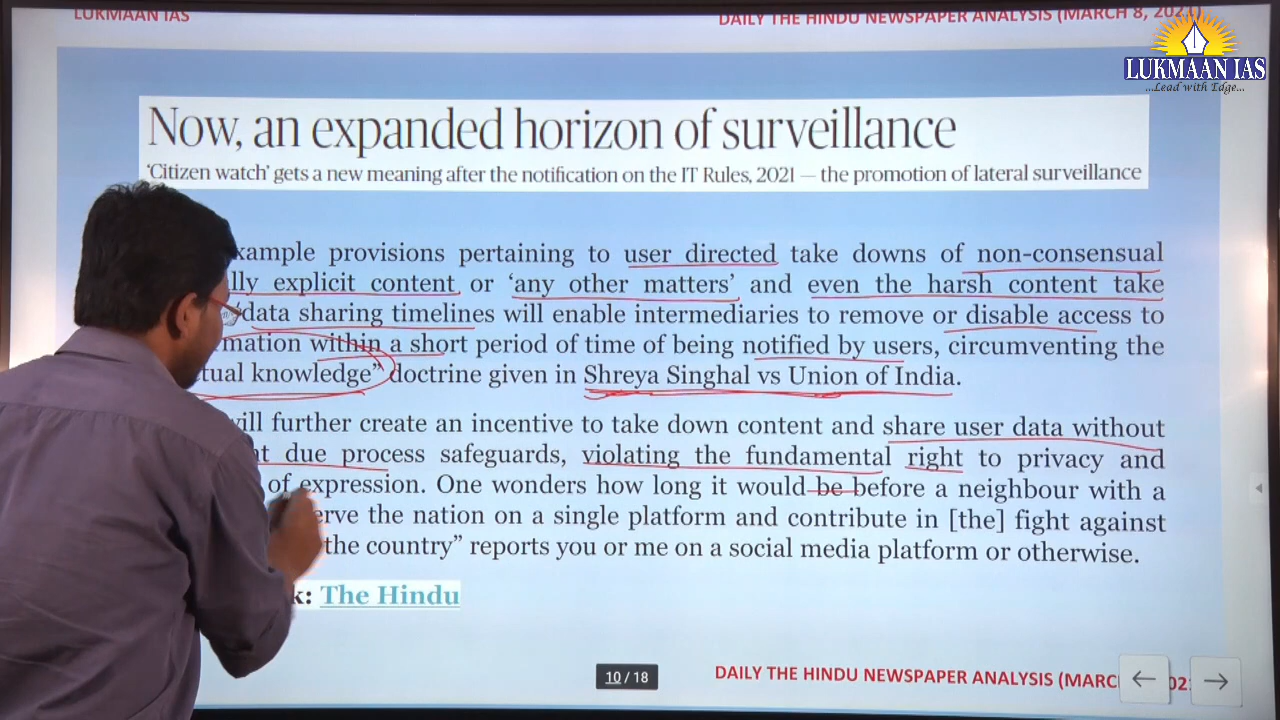 LUKMAAN IAS
DAILY THE HINDU NEWSPAPER ANALYSIS (MARCH 8, 2021)
LUKMAAN IAS
...Lead with Edge...
Now, an expanded horizon of surveillance
‘Citizen watch’ gets a new meaning after the notification on the IT Rules, 2021 — the promotion of lateral surveillance
xample provisions pertaining to user directed take downs of non-consensual
lly explicit content or ‘any other matters’ and even the harsh content take
data sharing timelines will enable intermediaries to remove or disable access to
mation within a short period of time of being notified by users, circumventing the
tual knowledge” doctrine given in Shreya Singhal vs Union of India.
ill further create an incentive to take down content and share user data without
t due process safeguards, violating the fundamental right to privacy and
of expression. One wonders how long it would be before a neighbour with a
erve the nation on a single platform and contribute in [the] fight against
the country” reports you or me on a social media platform or otherwise.
k: The Hindu
10 / 18
DAILY THE HINDU NEWSPAPER ANALYSIS (MARC